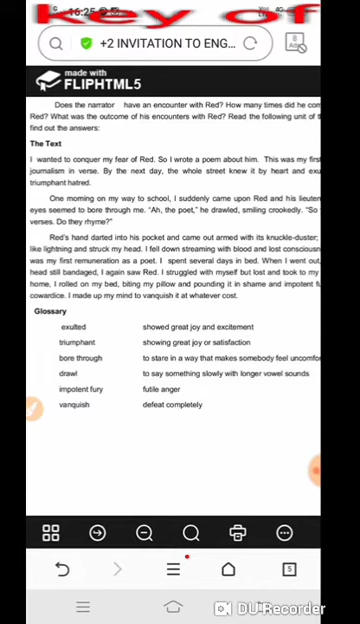 key of
16:25
+2 INVITATION TO ENG...
8
Ads
made with
FLIPHTML5
Does the narrator have an encounter with Red? How many times did he com
Red? What was the outcome of his encounters with Red? Read the following unit of t
find out the answers:
The Text
I wanted to conquer my fear of Red. So I wrote a poem about him. This was my firs
journalism in verse. By the next day, the whole street knew it by heart and exu
triumphant hatred.
One morning on my way to school, I suddenly came upon Red and his lieuten
eyes seemed to bore through me. "Ah, the poet," he drawled, smiling crookedly. "So
verses. Do they rhyme?"
Red's hand darted into his pocket and came out armed with its knuckle-duster;
like lightning and struck my head. I fell down streaming with blood and lost consciousn
was my first remuneration as a poet. I spent several days in bed. When I went out,
head still bandaged, I again saw Red. I struggled with myself but lost and took to my
home, I rolled on my bed, biting my pillow and pounding it in shame and impotent fu
cowardice. I made up my mind to vanquish it at whatever cost.
Glossary
exulted showed great joy and excitement
triumphant showing great joy or satisfaction
bore through to stare in a way that makes somebody feel uncomfor
drawl to say something slowly with longer vowel sounds
impotent fury futile anger
vanquish defeat completely
5
DU Recorder